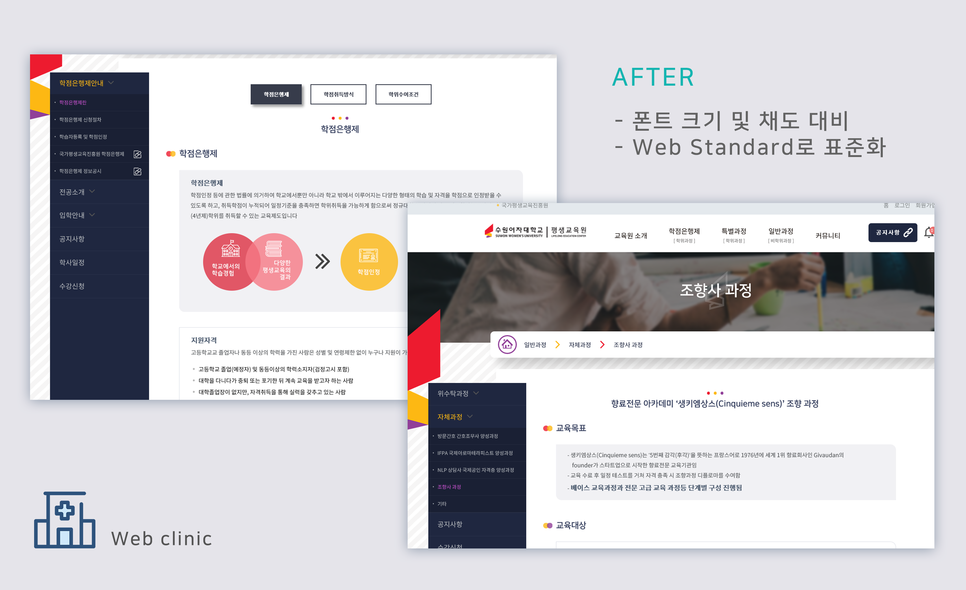 AFTER
- 폰트 크기 및 채도 대비
- Web Standard로 표준화
학점은행제안내
학점은행제란
학점은행제 신청절차
학습자등록 및 학점인정
국가평생교육진흥원 학점은행제
학점은행제 정보공시
전공소개
입학안내
공지사항
학사일정
수강신청
학점은행제
학점취득방식
학위수여조건
학점은행제
학점은행제
학점은행제
학점인정 등에 관한 법률에 의거하여 학교에서뿐만 아니라 학교 밖에서 이루어지는 다양한 형태의 학습 및 자격을 학점으로 인정받을 수
있도록 하고, 취득학점이 누적되어 일정기준을 충족하면 학위취득을 가능하게 함으로써 정규대
(4년제)학위를 취득할 수 있는 교육제도입니다
학교에서의
학습경험
다양한
평생교육의
결과
학점인정
지원자격
고등학교교 졸업자나 동등 이상의 학력을 가진 사람은 성별 및 연령제한 없이 누구나 지원이 가
· 고등학교 졸업(예정자) 및 동등이상의 학력소지자(검정고시 포함)
· 대학을 다니다가 중퇴 또는 포기한 뒤 계속 교육을 받고자 하는 사람
· 대학졸업장이 없지만, 자격취득을 통해 실력을 갖추고 있는 사람
국가평생교육진흥원
홈 로그인 회원가입
수원여자대학교 | 평생교육원
SUWON WOMEN'S UNIVERSITY
교육원 소개
학점은행제
[ 학위과정 ]
특별과정
[ 학위과정 ]
일반과정
[ 비학위과정 ]
커뮤니티
공지사항
조향사 과정
일반과정
자체과정
조향사 과정
위수탁과정
자체과정
방문간호 간호조무사 양성과정
IFPA 국제아로마테라피스트 양성과정
NLP 상담사 국제공인 자격증 양성과정
조향사 과정
기타
공지사항
수강신청
향료전문 아카데미 ‘생키엠상스(Cinquieme sens)’ 조향 과정
교육목표
· 생키엠상스(Cinquieme sens)는 '5번째 감각(후각)'을 뜻하는 프랑스어로 1976년에 세계 1위 향료회사인 Givaudan의
founder가 스타트업으로 시작한 향료전문 교육기관임
· 교육 수료 후 일정 테스트를 거쳐 자격 충족 시 조향과정 디플로마를 수여함
· 베이스 교육과정과 전문 고급 교육 과정등 단계별 구성 진행됨
교육대상
Web clinic